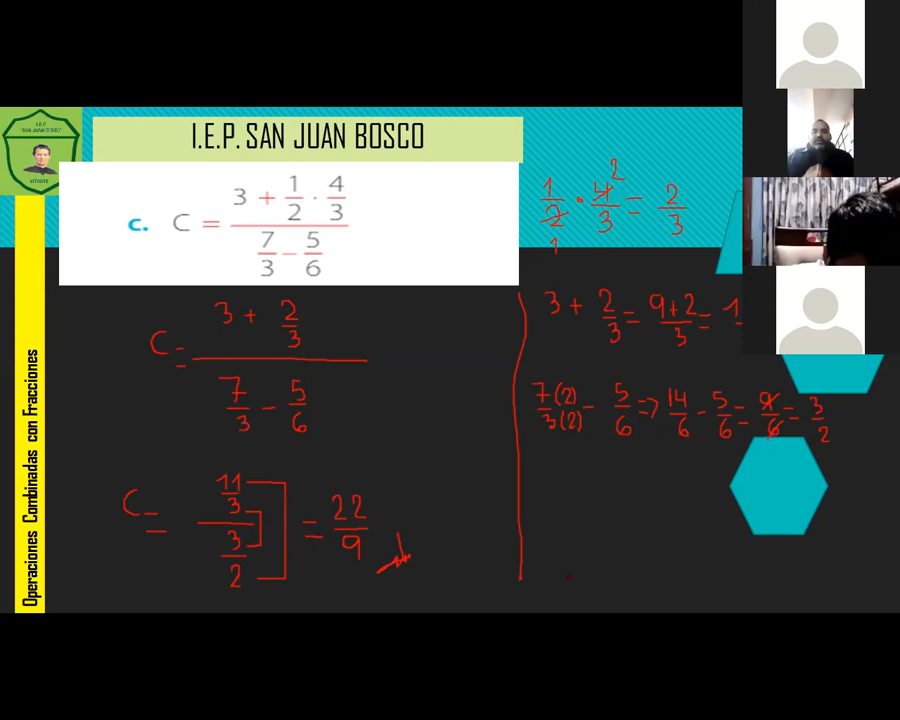 I.E.P.
"SAN JUAN BOSCO"
VITARTE
I.E.P. SAN JUAN BOSCO
Operaciones Combinadas con Fracciones
c. C = (3 + 1/2 · 4/3) / (7/3 − 5/6)
C = (3 + 2/3) / (7/3 − 5/6)
C = (11/3) / (3/2) = 22/9
1/2 · 4/3 = 2/3
1 2
3 + 2/3 = (9+2)/3 = 1
7(2)/3(2) − 5/6 => 14/6 − 5/6 = 9/6 = 3/2